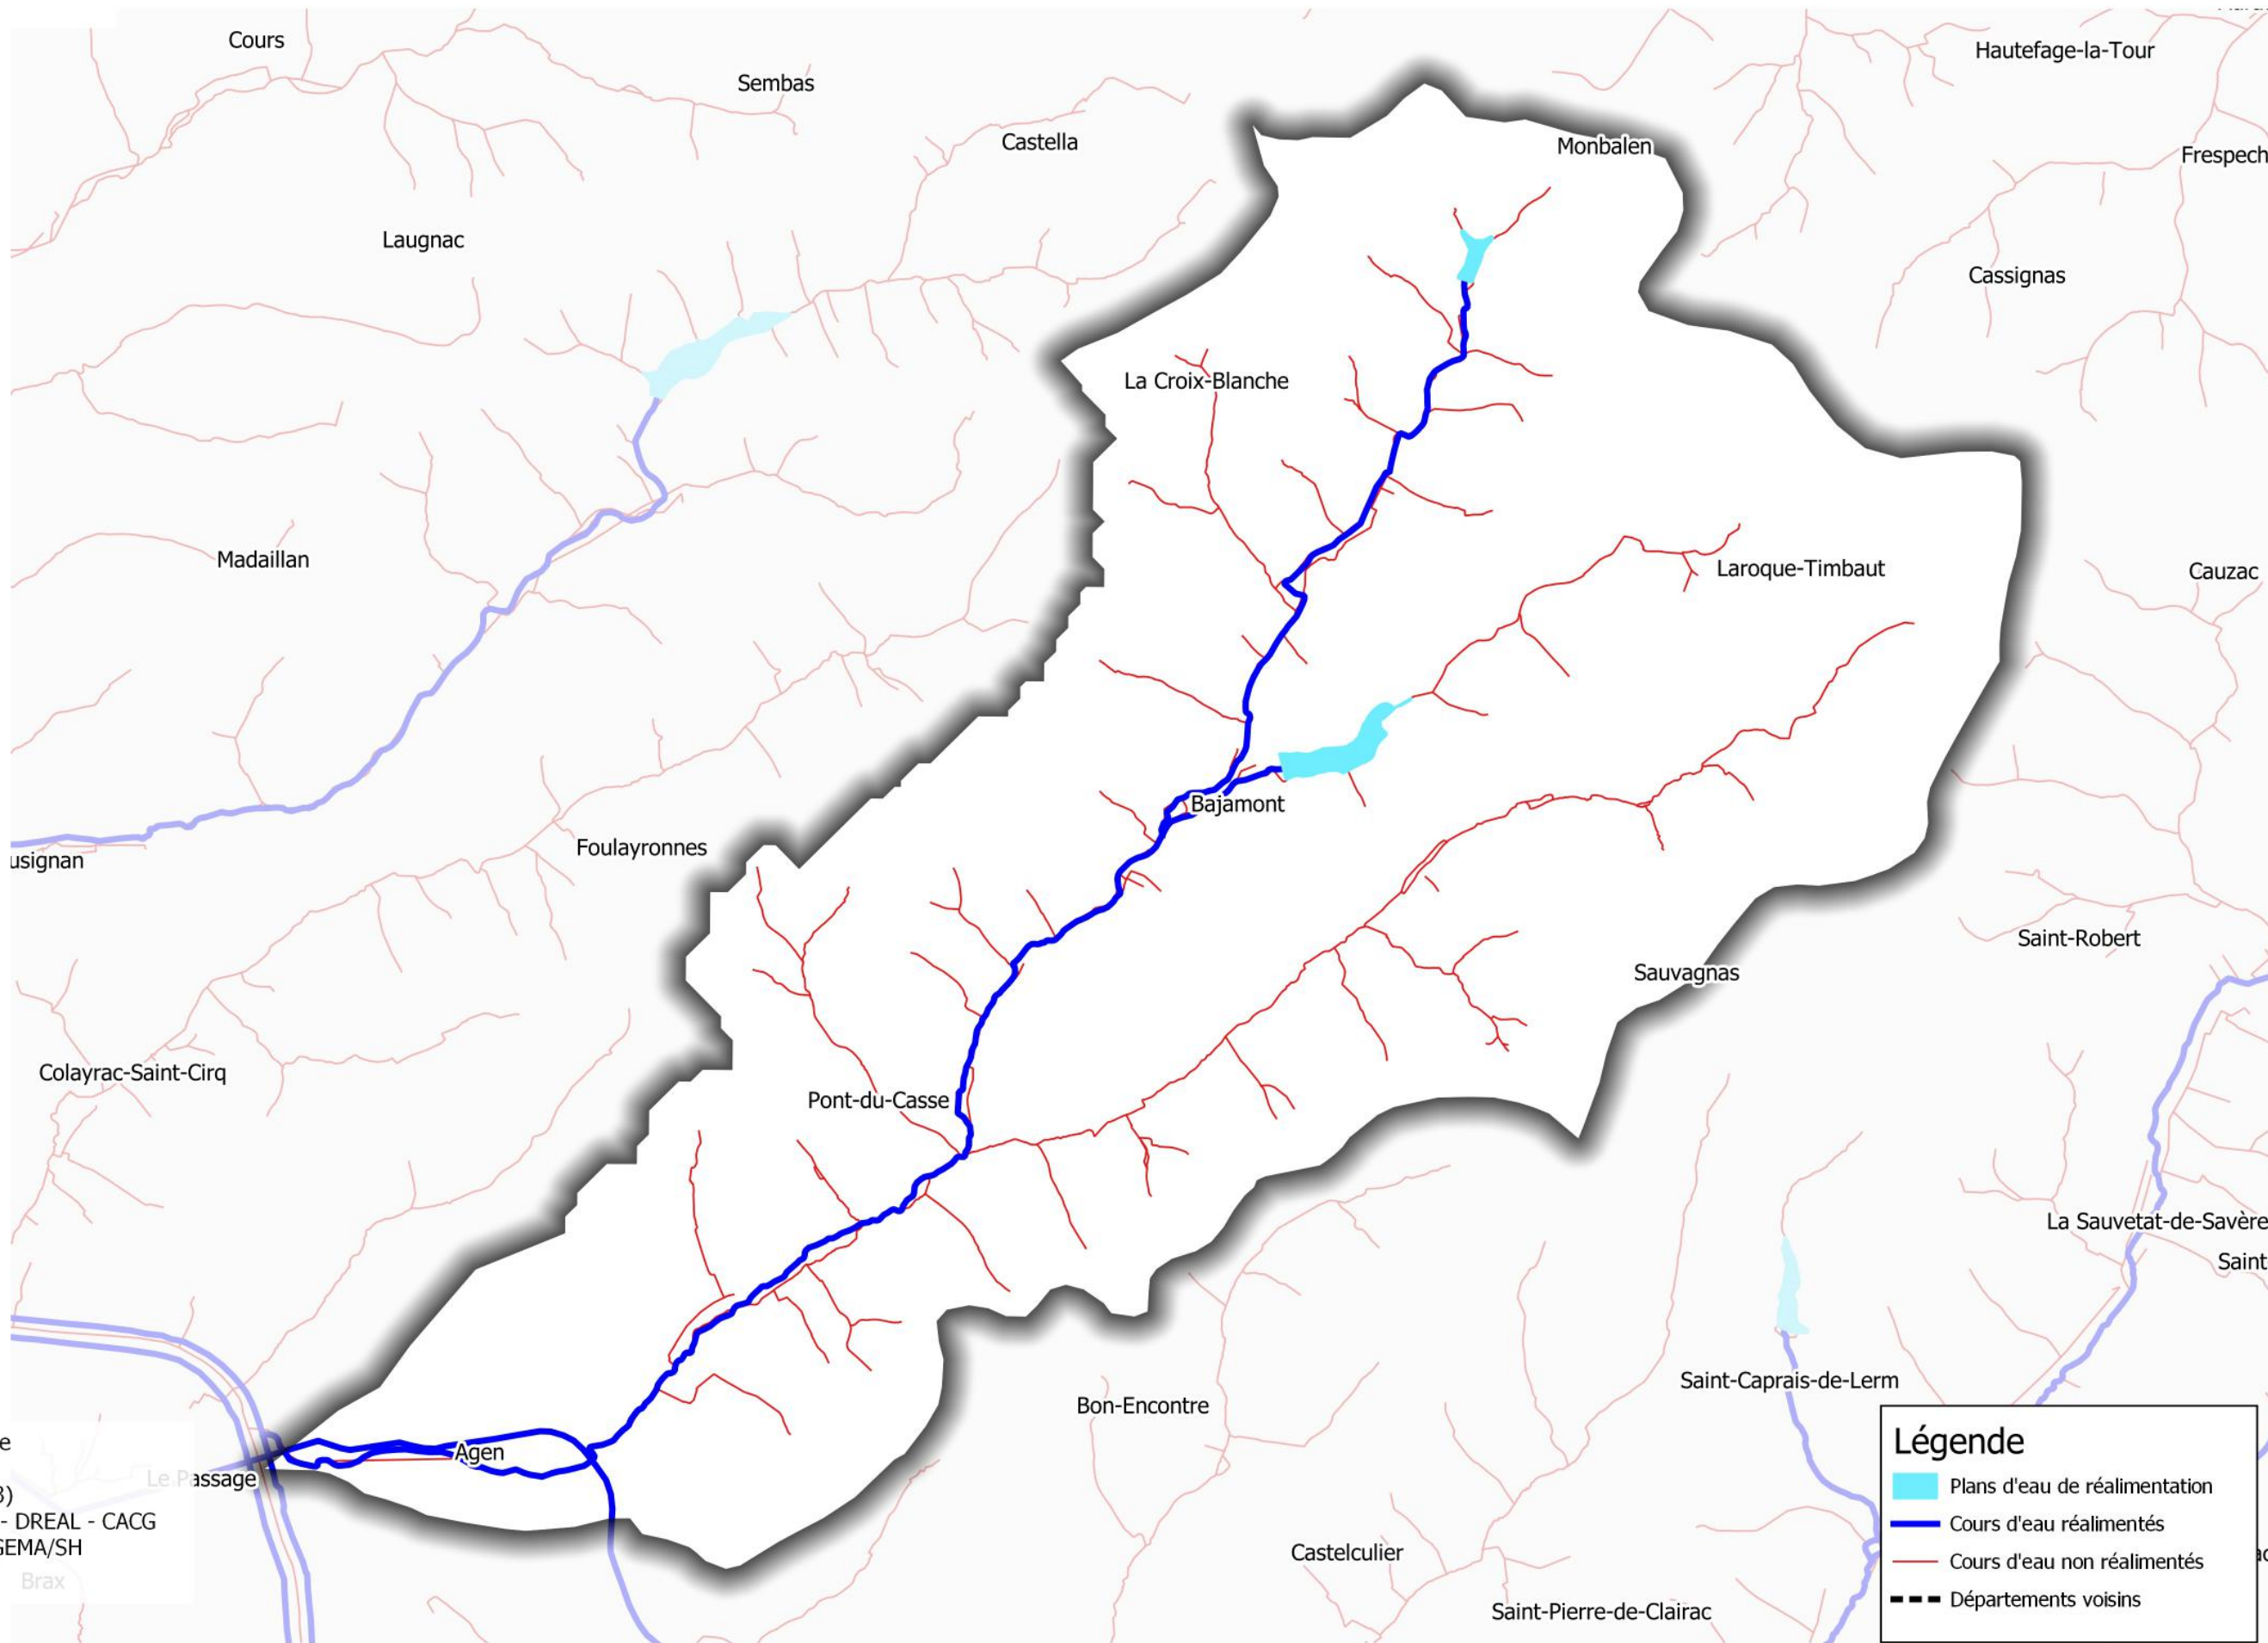 Cours
Hautefage-la-Tour
Sembas
Castella
Monbalen
Frespech
Laugnac
Cassignas
La Croix-Blanche
Madaillan
Laroque-Timbaut
Cauzac
Bajamont
Foulayronnes
usignan
Saint-Robert
Sauvagnas
Colayrac-Saint-Cirq
Pont-du-Casse
La Sauvetat-de-Savère
Saint
Saint-Caprais-de-Lerm
Bon-Encontre
e
Agen
Le Passage
3)
- DREAL - CACG
GEMA/SH
Brax
Castelculier
Saint-Pierre-de-Clairac
Légende
Plans d'eau de réalimentation
Cours d'eau réalimentés
Cours d'eau non réalimentés
Départements voisins